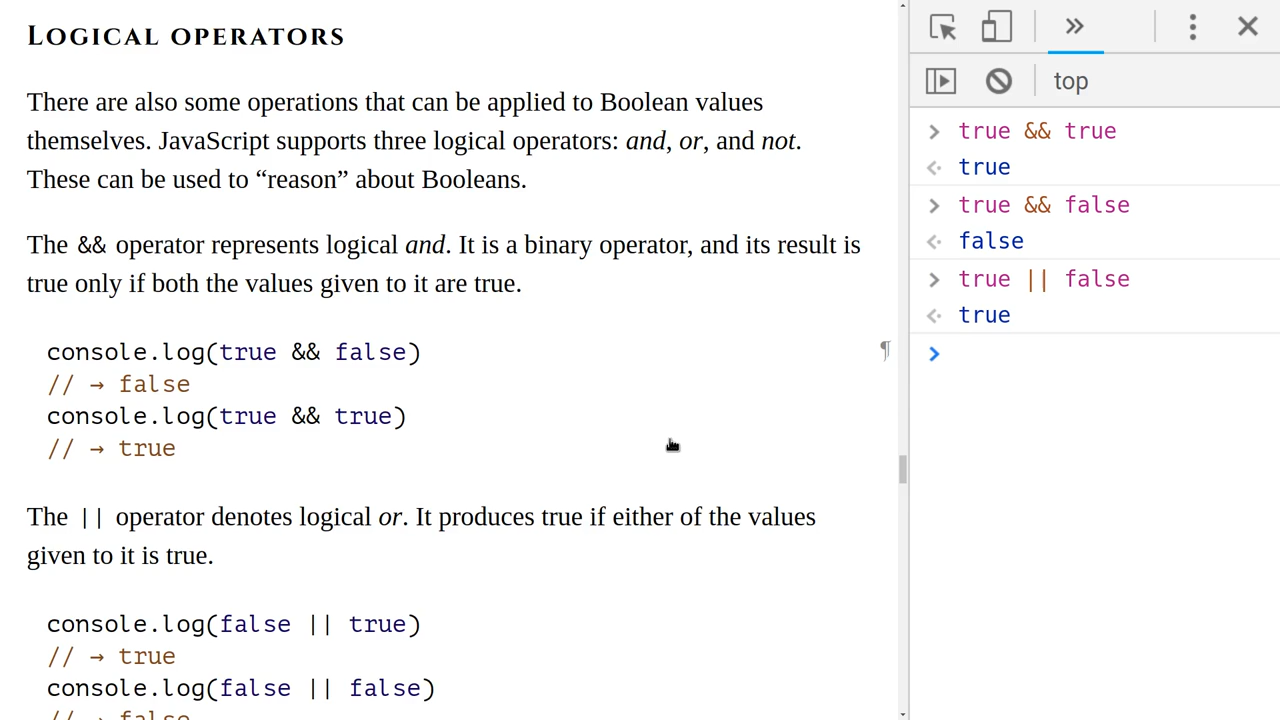 LOGICAL OPERATORS
There are also some operations that can be applied to Boolean values
themselves. JavaScript supports three logical operators: and, or, and not.
These can be used to “reason” about Booleans.
The && operator represents logical and. It is a binary operator, and its result is
true only if both the values given to it are true.
console.log(true && false)
// → false
console.log(true && true)
// → true
¶
The || operator denotes logical or. It produces true if either of the values
given to it is true.
console.log(false || true)
// → true
console.log(false || false)
// → false
top
> true && true
true
> true && false
false
> true || false
true
>